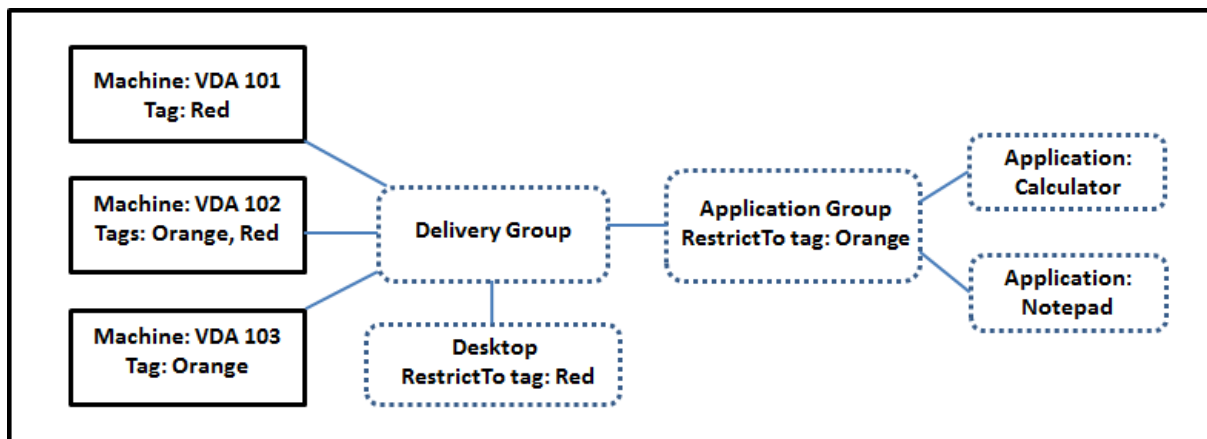 Machine: VDA 101
Tag: Red
Machine: VDA 102
Tags: Orange, Red
Machine: VDA 103
Tag: Orange
Delivery Group
Desktop
RestrictTo tag: Red
Application Group
RestrictTo tag: Orange
Application:
Calculator
Application:
Notepad